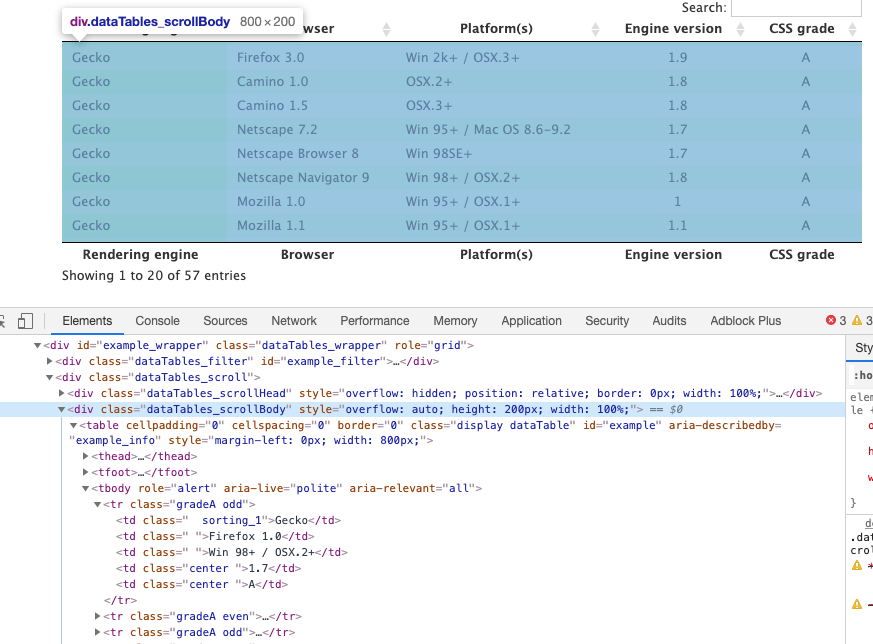 Search:
div.dataTables_scrollBody 800×200
wser Platform(s) Engine version CSS grade
Gecko Firefox 3.0 Win 2k+ / OSX.3+ 1.9 A
Gecko Camino 1.0 OSX.2+ 1.8 A
Gecko Camino 1.5 OSX.3+ 1.8 A
Gecko Netscape 7.2 Win 95+ / Mac OS 8.6-9.2 1.7 A
Gecko Netscape Browser 8 Win 98SE+ 1.7 A
Gecko Netscape Navigator 9 Win 98+ / OSX.2+ 1.8 A
Gecko Mozilla 1.0 Win 95+ / OSX.1+ 1 A
Gecko Mozilla 1.1 Win 95+ / OSX.1+ 1.1 A
Rendering engine Browser Platform(s) Engine version CSS grade
Showing 1 to 20 of 57 entries
Elements Console Sources Network Performance Memory Application Security Audits Adblock Plus 3 3
<div id="example_wrapper" class="dataTables_wrapper" role="grid">
<div class="dataTables_filter" id="example_filter">…</div>
<div class="dataTables_scroll">
<div class="dataTables_scrollHead" style="overflow: hidden; position: relative; border: 0px; width: 100%;">…</div>
<div class="dataTables_scrollBody" style="overflow: auto; height: 200px; width: 100%;"> == $0
<table cellpadding="0" cellspacing="0" border="0" class="display dataTable" id="example" aria-describedby=
"example_info" style="margin-left: 0px; width: 800px;">
<thead>…</thead>
<tfoot>…</tfoot>
<tbody role="alert" aria-live="polite" aria-relevant="all">
<tr class="gradeA odd">
<td class="  sorting_1">Gecko</td>
<td class=" ">Firefox 1.0</td>
<td class=" ">Win 98+ / OSX.2+</td>
<td class="center ">1.7</td>
<td class="center ">A</td>
</tr>
<tr class="gradeA even">…</tr>
<tr class="gradeA odd">…</tr>
Sty
:ho
elem
le {
o
h
w
}
de
.dat
crol